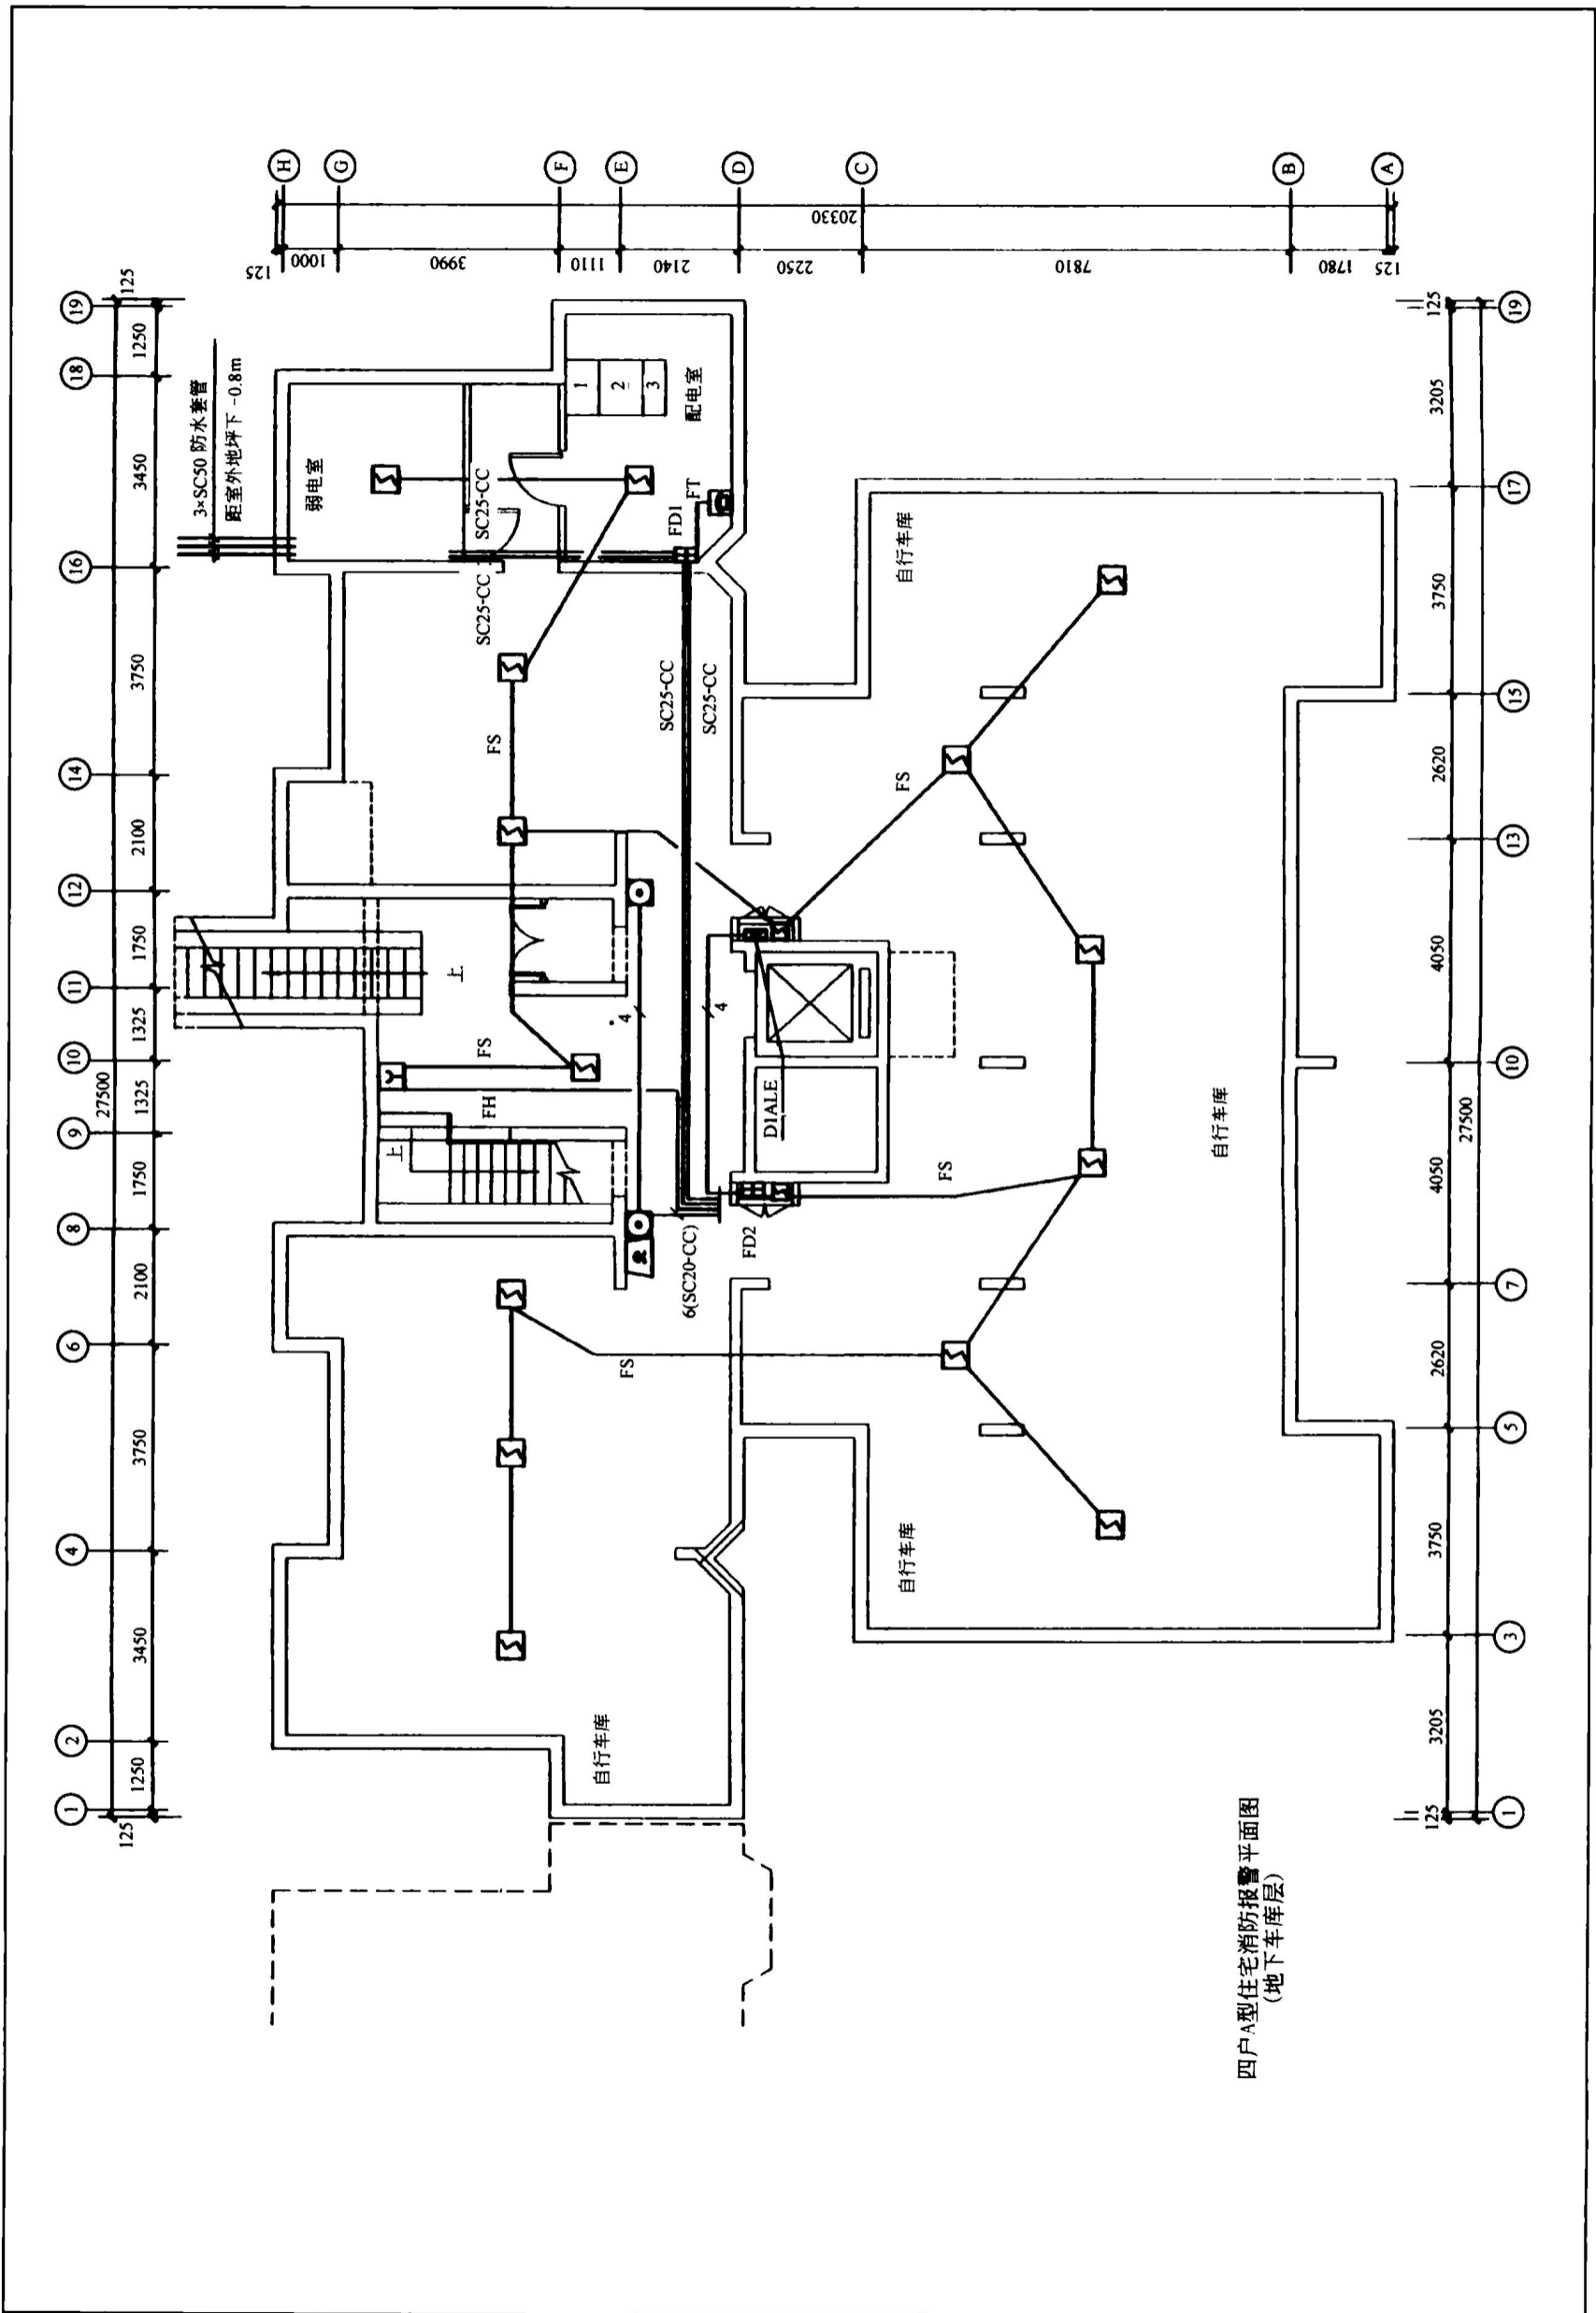 19
18
16
14
12
11
10
9
8
6
4
2
1
125
1250
3450
3750
2100
1750
1325
1325
1750
2100
3750
3450
1250
125
27500
H
G
F
E
D
C
B
A
125
1000
3990
1110
2140
2250
7810
1780
125
20330
3×SC50 防水套管
距室外地坪下 -0.8m
弱电室
SC25-CC
SC25-CC
1
2
3
配电室
FT
FD1
自行车库
SC25-CC
SC25-CC
FS
FS
上
4
4
FS
FH
DIALE
上
FS
自行车库
6(SC20-CC)
FD2
FS
自行车库
自行车库
125
3205
3750
2620
4050
4050
2620
3750
3205
125
27500
19
17
15
13
10
7
5
3
1
四户A型住宅消防报警平面图
(地下车库层)